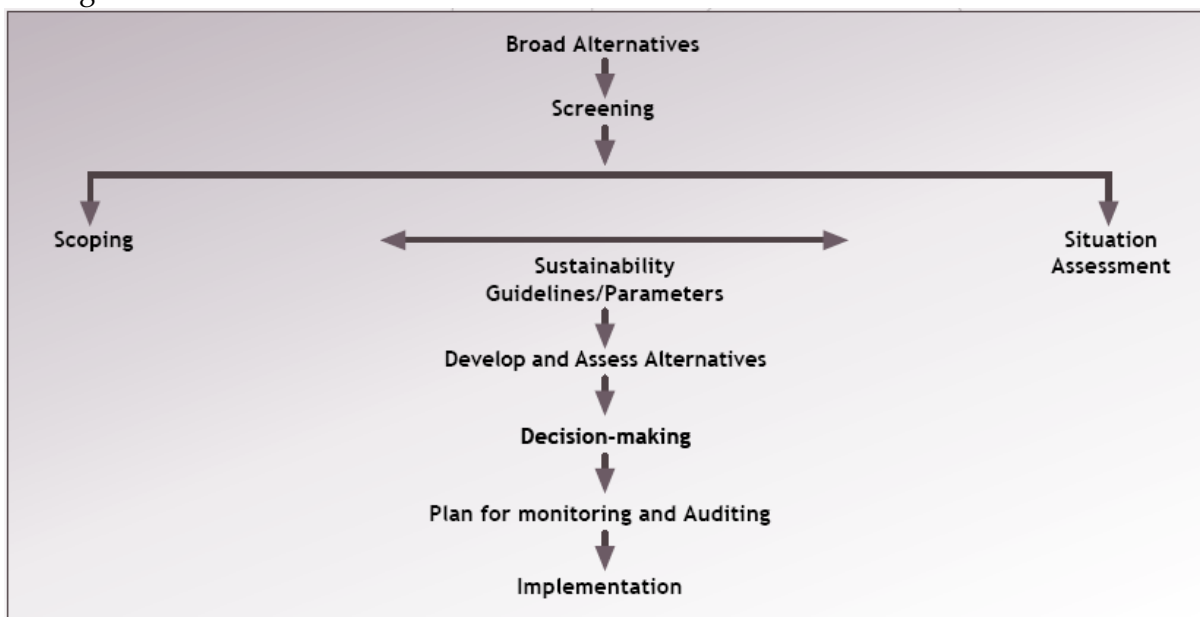 Broad Alternatives
Screening
Scoping
Situation
Assessment
Sustainability
Guidelines/Parameters
Develop and Assess Alternatives
Decision-making
Plan for monitoring and Auditing
Implementation